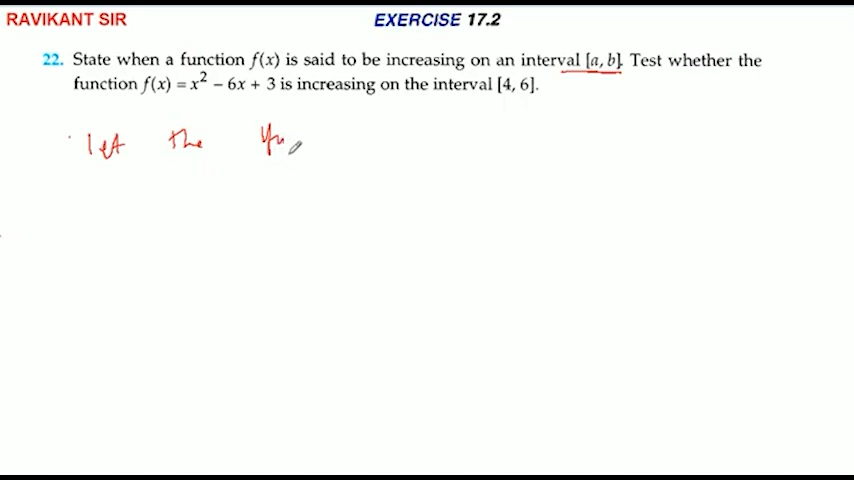 RAVIKANT SIR
EXERCISE 17.2
22. State when a function f(x) is said to be increasing on an interval [a, b]. Test whether the
function f(x) = x² − 6x + 3 is increasing on the interval [4, 6].
let the